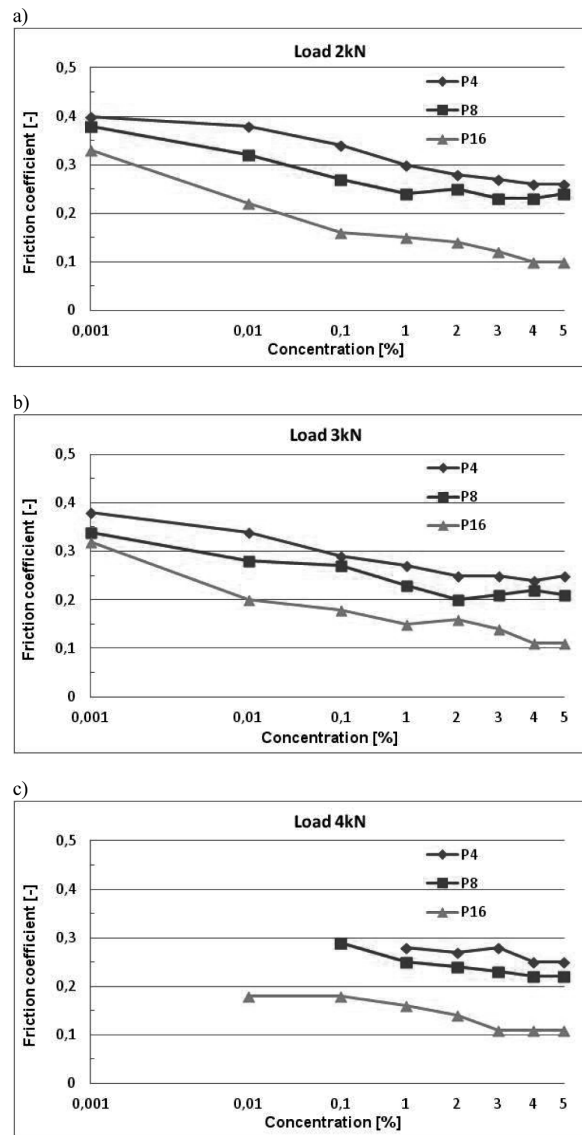 a)
Load 2kN
Friction coefficient [-]
0,5
0,4
0,3
0,2
0,1
0
P4
P8
P16
0,001 0,01 0,1 1 2 3 4 5
Concentration [%]
b)
Load 3kN
Friction coefficient [-]
0,5
0,4
0,3
0,2
0,1
0
P4
P8
P16
0,001 0,01 0,1 1 2 3 4 5
Concentration [%]
c)
Load 4kN
Friction coefficient [-]
0,5
0,4
0,3
0,2
0,1
0
P4
P8
P16
0,001 0,01 0,1 1 2 3 4 5
Concentration [%]